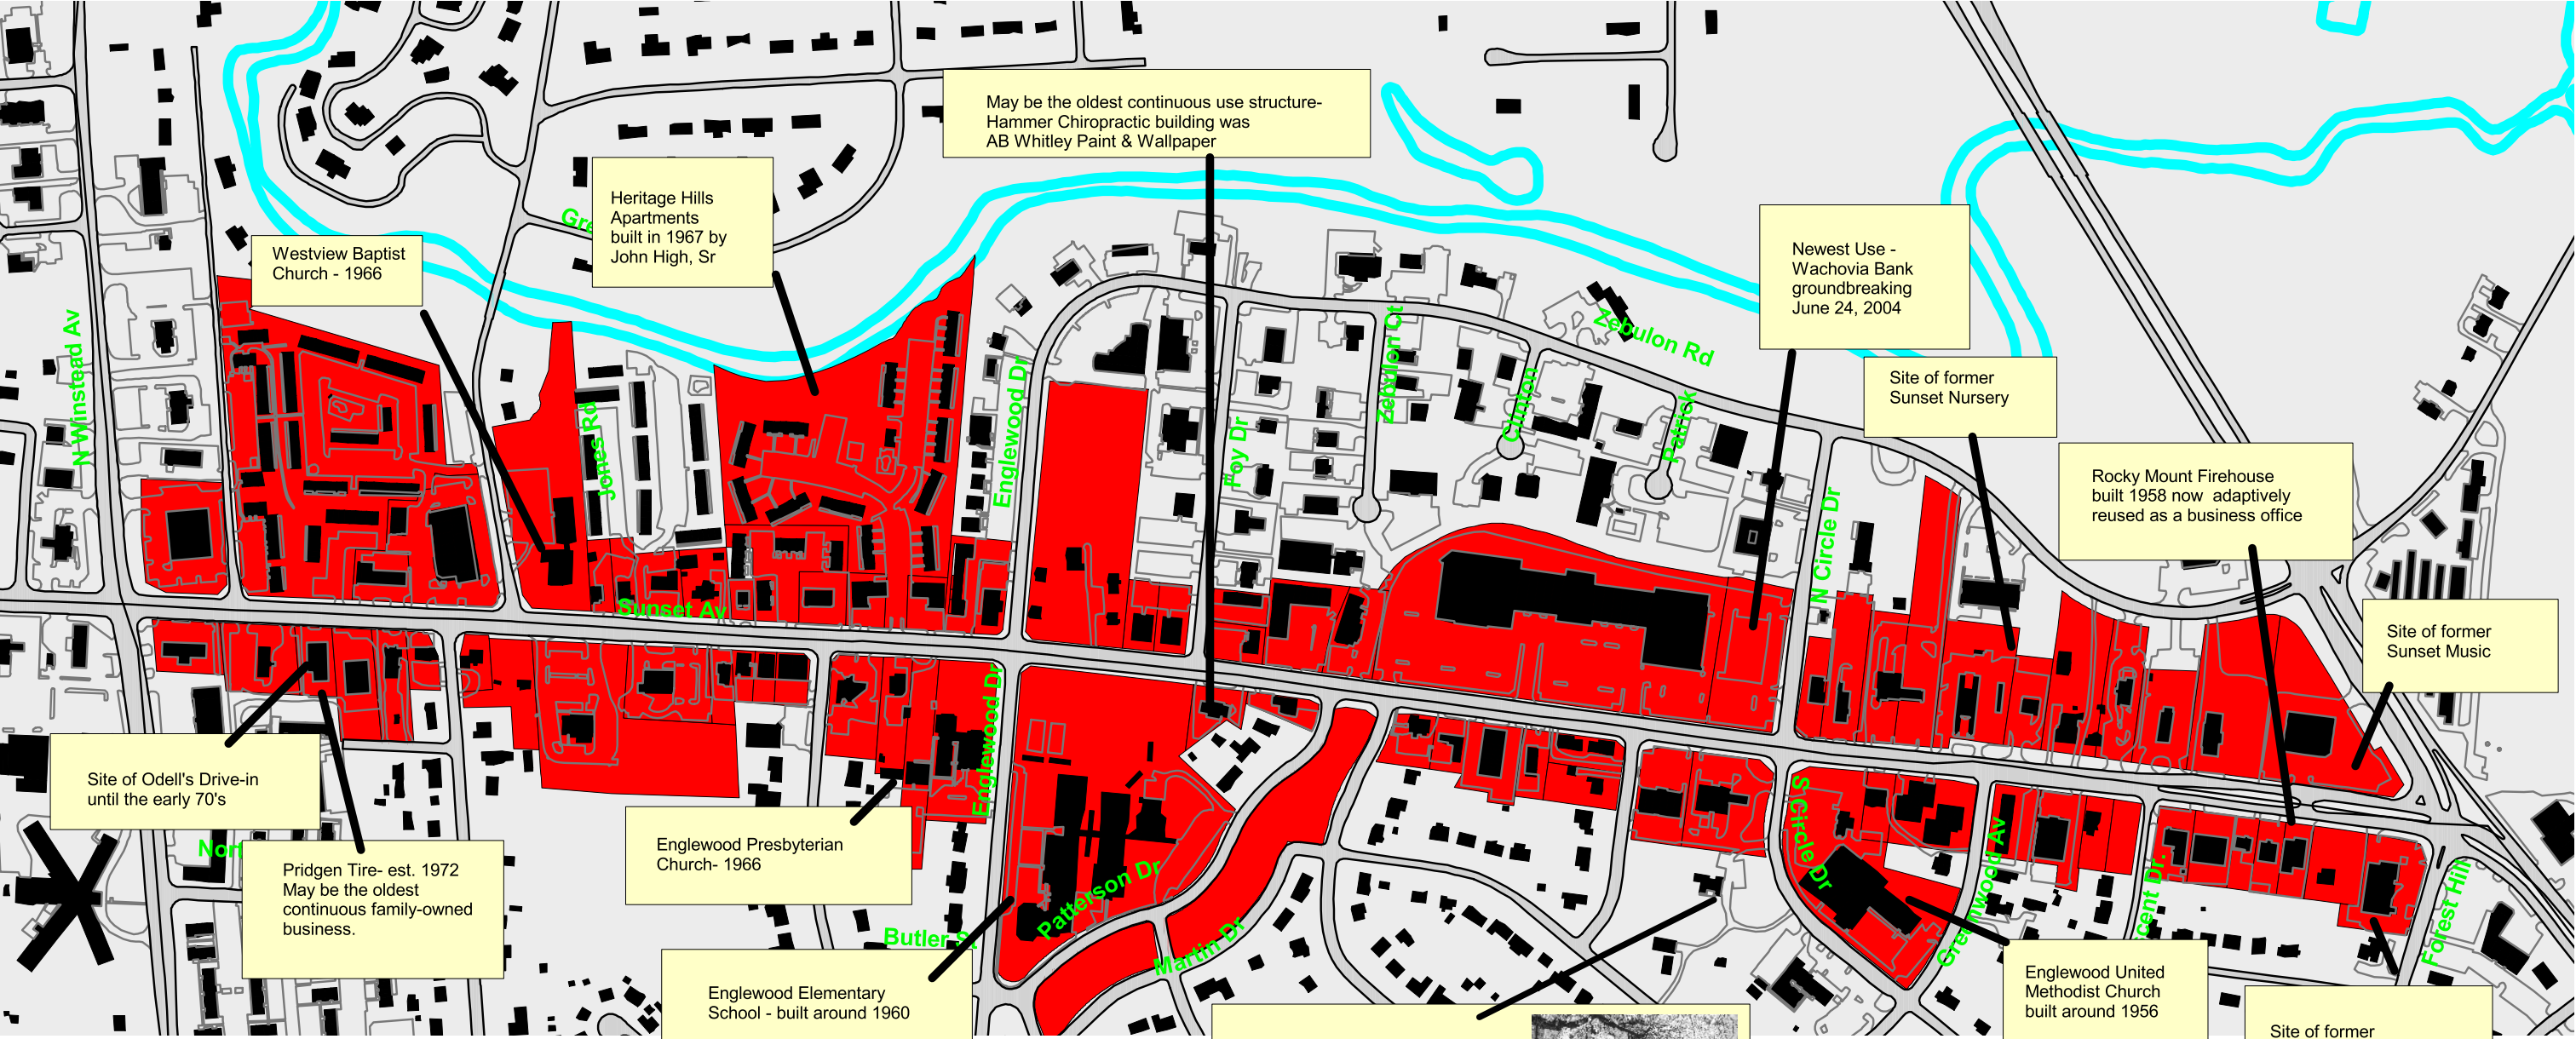 May be the oldest continuous use structure-
Hammer Chiropractic building was
AB Whitley Paint & Wallpaper
Heritage Hills
Apartments
built in 1967 by
John High, Sr
Westview Baptist
Church - 1966
Newest Use -
Wachovia Bank
groundbreaking
June 24, 2004
Site of former
Sunset Nursery
Rocky Mount Firehouse
built 1958 now adaptively
reused as a business office
Site of former
Sunset Music
N Winstead Av
Jones Rd
Englewood Dr
Foy Dr
Zebulon Ct
Clinton
Patrick
Zebulon Rd
N Circle Dr
Sunset Av
Englewood Dr
Site of Odell's Drive-in
until the early 70's
Pridgen Tire- est. 1972
May be the oldest
continuous family-owned
business.
Englewood Presbyterian
Church- 1966
Butler St
Englewood Elementary
School - built around 1960
Patterson Dr
Martin Dr
S Circle Dr
Greenwood Av
Forest Hill
Englewood United
Methodist Church
built around 1956
Site of former